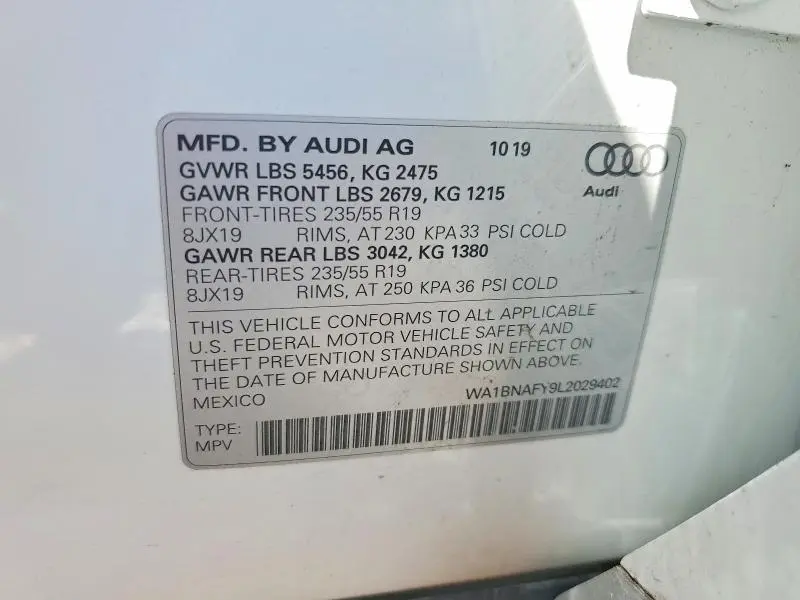 MFD. BY AUDI AG 10 19
GVWR LBS 5456, KG 2475
GAWR FRONT LBS 2679, KG 1215
Audi
FRONT-TIRES 235/55 R19
8JX19 RIMS, AT 230 KPA 33 PSI COLD
GAWR REAR LBS 3042, KG 1380
REAR-TIRES 235/55 R19
8JX19 RIMS, AT 250 KPA 36 PSI COLD
THIS VEHICLE CONFORMS TO ALL APPLICABLE
U.S. FEDERAL MOTOR VEHICLE SAFETY AND
THEFT PREVENTION STANDARDS IN EFFECT ON
THE DATE OF MANUFACTURE SHOWN ABOVE.
MEXICO WA1BNAFY9L2029402
TYPE:
MPV